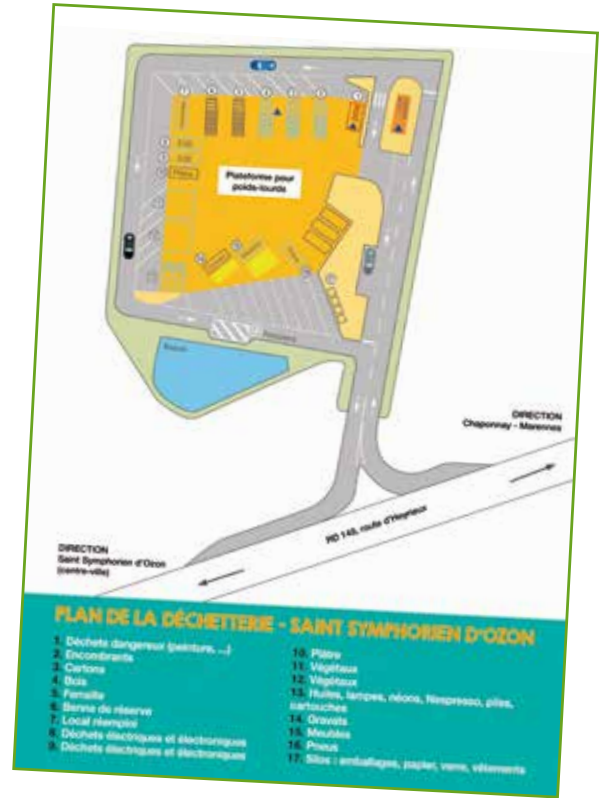 Plateforme pour
poids-lourds
Bassin
DIRECTION
Chaponnay - Marennes
RD 149, route d'Heyrieux
DIRECTION
Saint Symphorien d'Ozon
(centre-ville)
PLAN DE LA DÉCHETTERIE - SAINT SYMPHORIEN D'OZON
1. Déchets dangereux (peinture, ...)
2. Encombrants
3. Cartons
4. Bois
5. Ferraille
6. Benne de réserve
7. Local réemploi
8. Déchets électriques et électroniques
9. Déchets électriques et électroniques
10. Plâtre
11. Végétaux
12. Végétaux
13. Huiles, lampes, néons, Nespresso, piles,
cartouches
14. Gravats
15. Meubles
16. Pneus
17. Silos : emballages, papier, verre, vêtements